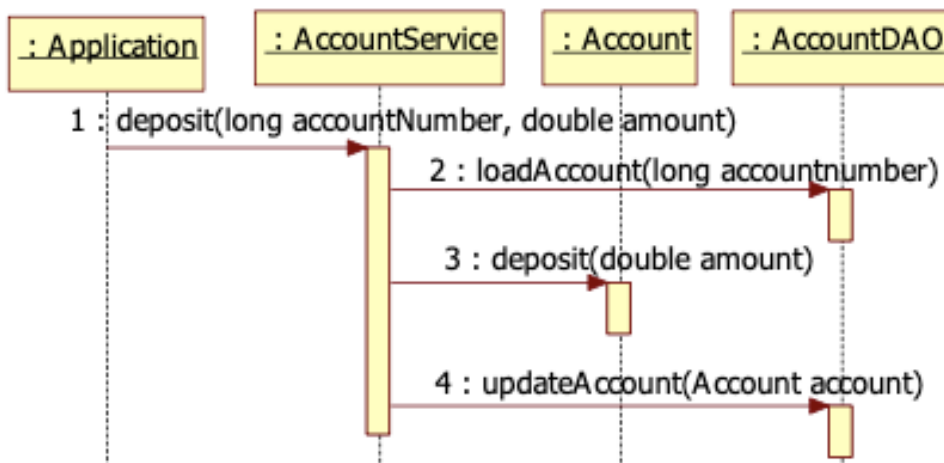 : Application
: AccountService
: Account
: AccountDAO
1 : deposit(long accountNumber, double amount)
2 : loadAccount(long accountnumber)
3 : deposit(double amount)
4 : updateAccount(Account account)